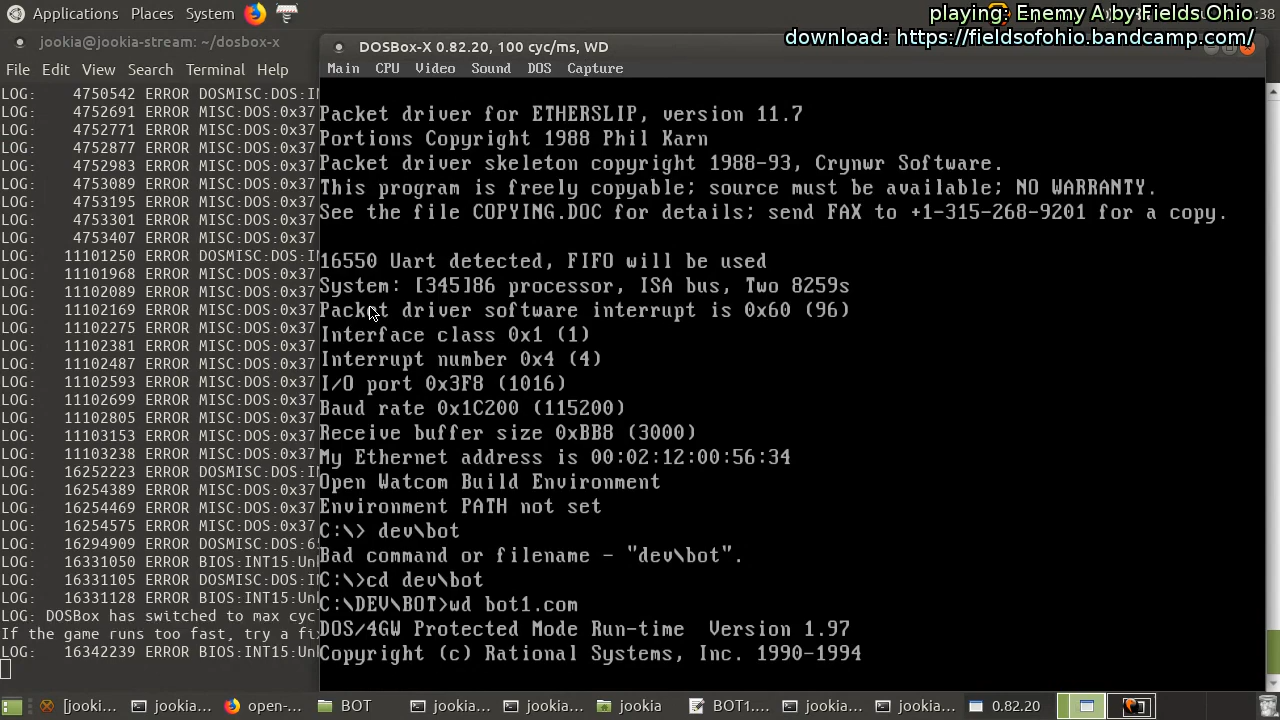 Applications Places System
playing: Enemy A by Fields Ohio :38
download: https://fieldsofohio.bandcamp.com/
jookia@jookia-stream: ~/dosbox-x
File Edit View Search Terminal Help
LOG: 4750542 ERROR DOSMISC:DOS:IN
LOG: 4752691 ERROR MISC:DOS:0x37
LOG: 4752771 ERROR MISC:DOS:0x37
LOG: 4752877 ERROR MISC:DOS:0x37
LOG: 4752983 ERROR MISC:DOS:0x37
LOG: 4753089 ERROR MISC:DOS:0x37
LOG: 4753195 ERROR MISC:DOS:0x37
LOG: 4753301 ERROR MISC:DOS:0x37
LOG: 4753407 ERROR MISC:DOS:0x37
LOG: 11101250 ERROR DOSMISC:DOS:IN
LOG: 11101968 ERROR MISC:DOS:0x37
LOG: 11102089 ERROR MISC:DOS:0x37
LOG: 11102169 ERROR MISC:DOS:0x37
LOG: 11102275 ERROR MISC:DOS:0x37
LOG: 11102381 ERROR MISC:DOS:0x37
LOG: 11102487 ERROR MISC:DOS:0x37
LOG: 11102593 ERROR MISC:DOS:0x37
LOG: 11102699 ERROR MISC:DOS:0x37
LOG: 11102805 ERROR MISC:DOS:0x37
LOG: 11103153 ERROR MISC:DOS:0x37
LOG: 11103238 ERROR MISC:DOS:0x37
LOG: 16252223 ERROR DOSMISC:DOS:IN
LOG: 16254389 ERROR MISC:DOS:0x37
LOG: 16254469 ERROR MISC:DOS:0x37
LOG: 16254575 ERROR MISC:DOS:0x37
LOG: 16294909 ERROR DOSMISC:DOS:6
LOG: 16331050 ERROR BIOS:INT15:Un
LOG: 16331105 ERROR DOSMISC:DOS:IN
LOG: 16331128 ERROR BIOS:INT15:Un
LOG: DOSBox has switched to max cyc
If the game runs too fast, try a fi
LOG: 16342239 ERROR BIOS:INT15:Un
DOSBox-X 0.82.20, 100 cyc/ms, WD
Main CPU Video Sound DOS Capture
Packet driver for ETHERSLIP, version 11.7
Portions Copyright 1988 Phil Karn
Packet driver skeleton copyright 1988-93, Crynwr Software.
This program is freely copyable; source must be available; NO WARRANTY.
See the file COPYING.DOC for details; send FAX to +1-315-268-9201 for a copy.
16550 Uart detected, FIFO will be used
System: [345]86 processor, ISA bus, Two 8259s
Packet driver software interrupt is 0x60 (96)
Interface class 0x1 (1)
Interrupt number 0x4 (4)
I/O port 0x3F8 (1016)
Baud rate 0x1C200 (115200)
Receive buffer size 0xBB8 (3000)
My Ethernet address is 00:02:12:00:56:34
Open Watcom Build Environment
Environment PATH not set
C:\> dev\bot
Bad command or filename - "dev\bot".
C:\>cd dev\bot
C:\DEV\BOT>wd bot1.com
DOS/4GW Protected Mode Run-time  Version 1.97
Copyright (c) Rational Systems, Inc. 1990-1994
[jooki... jookia... open-... BOT jookia... jookia... jookia BOT1.... jookia... jookia... 0.82.20